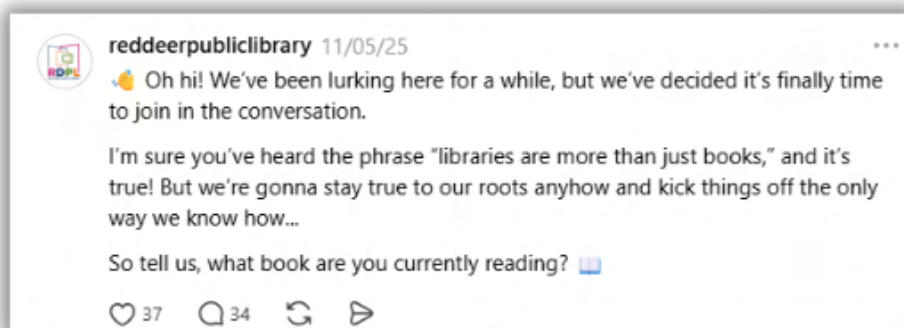 reddeerpubliclibrary 11/05/25
RDPL
👋 Oh hi! We've been lurking here for a while, but we've decided it's finally time
to join in the conversation.
I'm sure you've heard the phrase "libraries are more than just books," and it's
true! But we're gonna stay true to our roots anyhow and kick things off the only
way we know how...
So tell us, what book are you currently reading? 📖
37 34